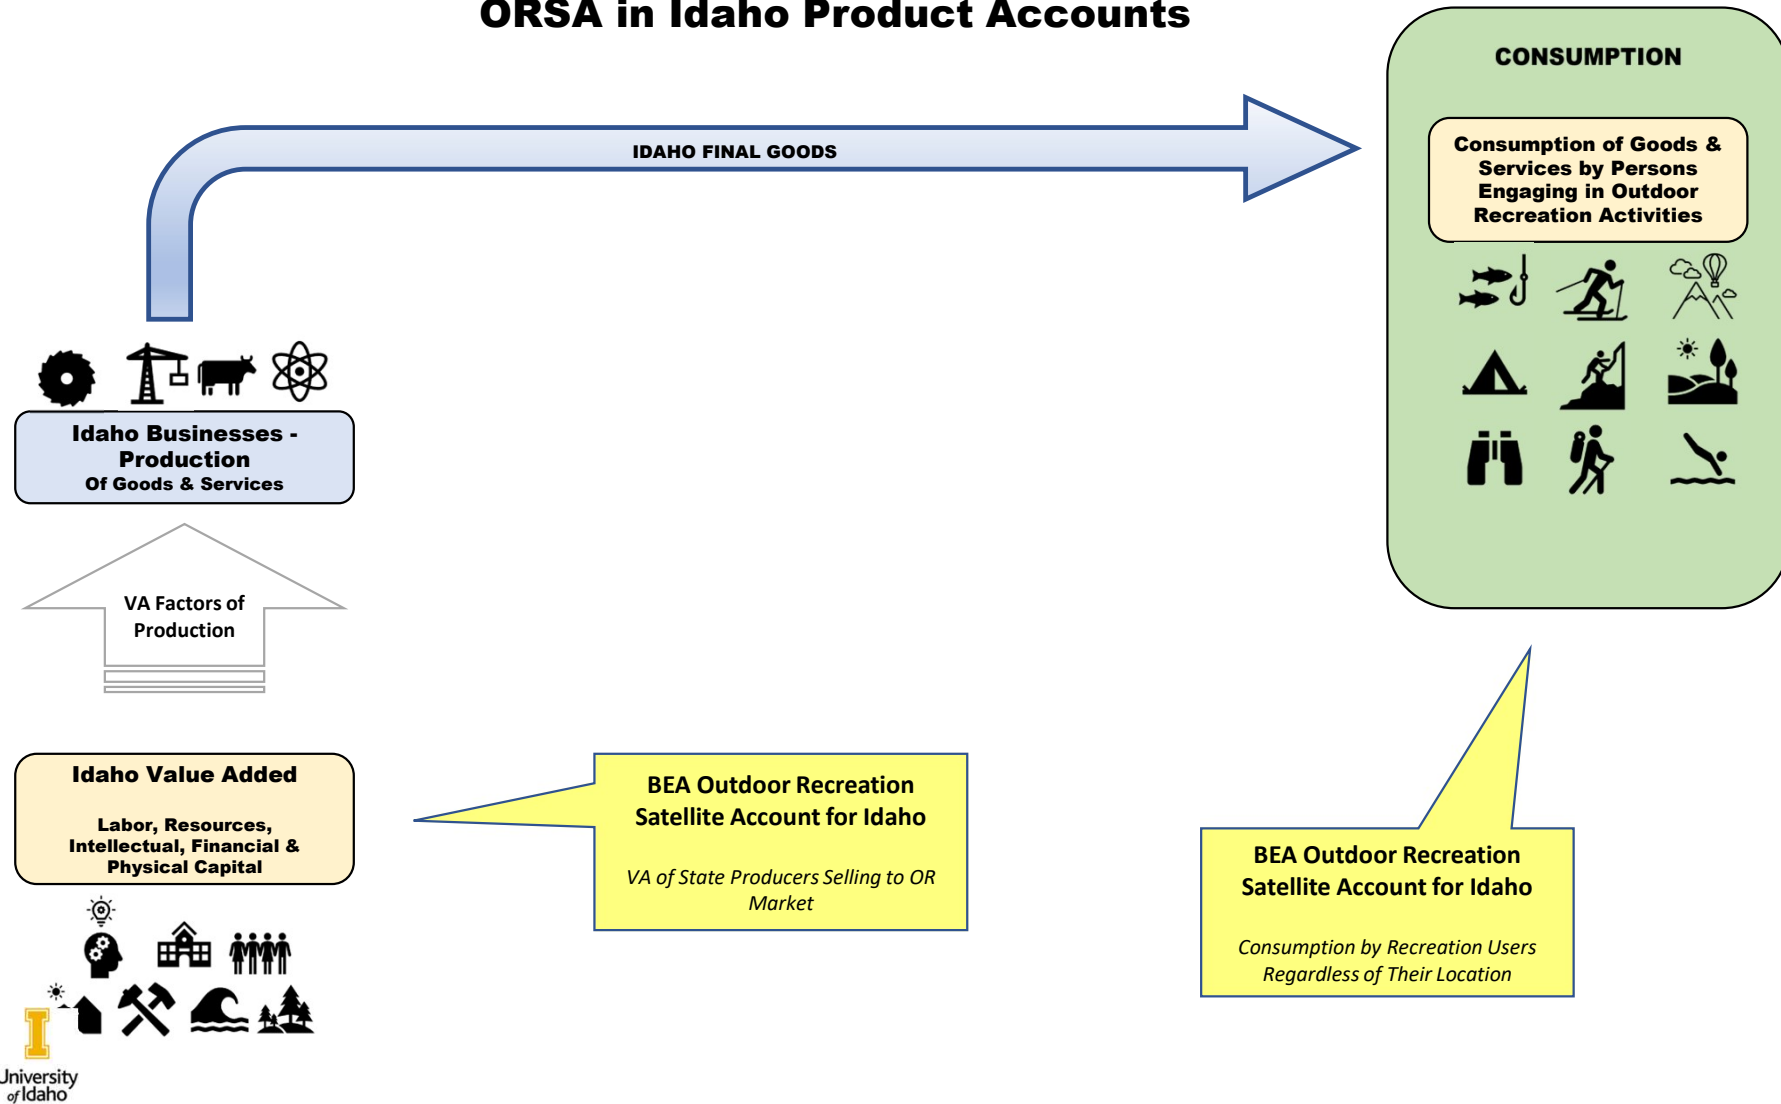 ORSA in Idaho Product Accounts
CONSUMPTION
IDAHO FINAL GOODS
Consumption of Goods &
Services by Persons
Engaging in Outdoor
Recreation Activities
Idaho Businesses -
Production
Of Goods & Services
VA Factors of
Production
Idaho Value Added
Labor, Resources,
Intellectual, Financial &
Physical Capital
BEA Outdoor Recreation
Satellite Account for Idaho
VA of State Producers Selling to OR
Market
BEA Outdoor Recreation
Satellite Account for Idaho
Consumption by Recreation Users
Regardless of Their Location
I
University
of Idaho